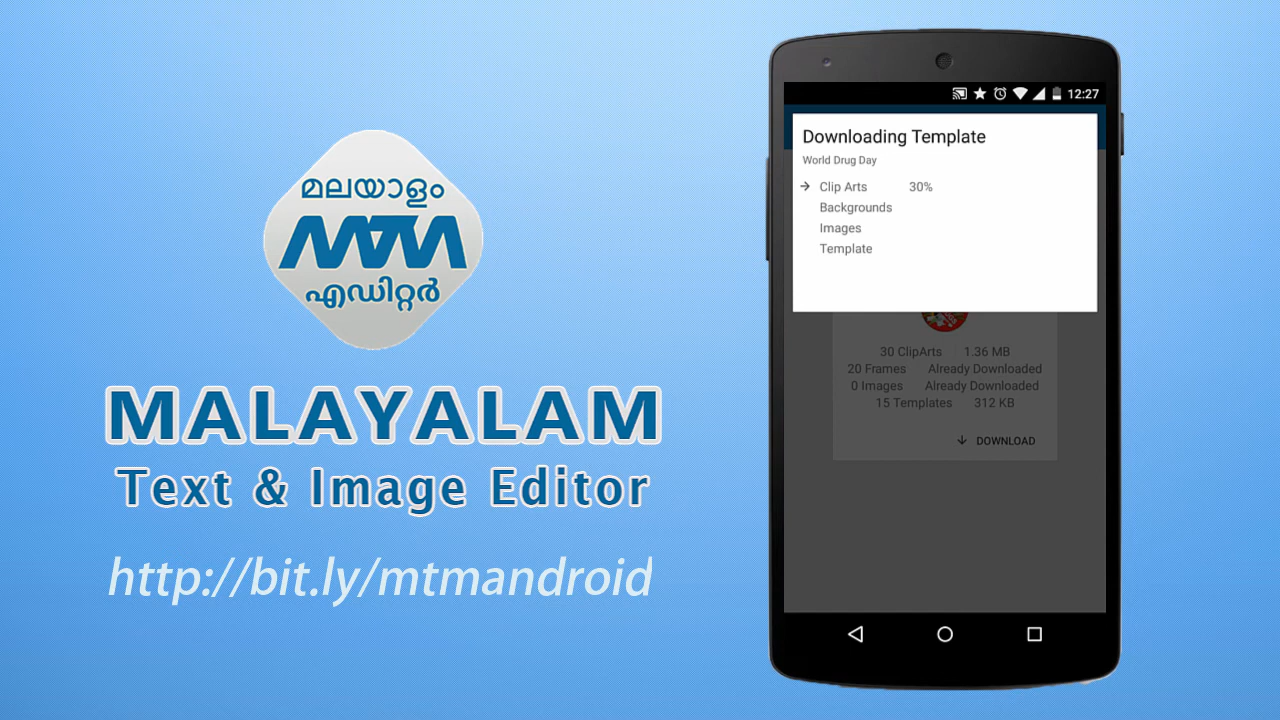 മലയാളം
MTM
എഡിറ്റർ
MALAYALAM
Text & Image Editor
http://bit.ly/mtmandroid
12:27
Downloading Template
World Drug Day
Clip Arts 30%
Backgrounds
Images
Template
30 ClipArts 1.36 MB
20 Frames Already Downloaded
0 Images Already Downloaded
15 Templates 312 KB
DOWNLOAD